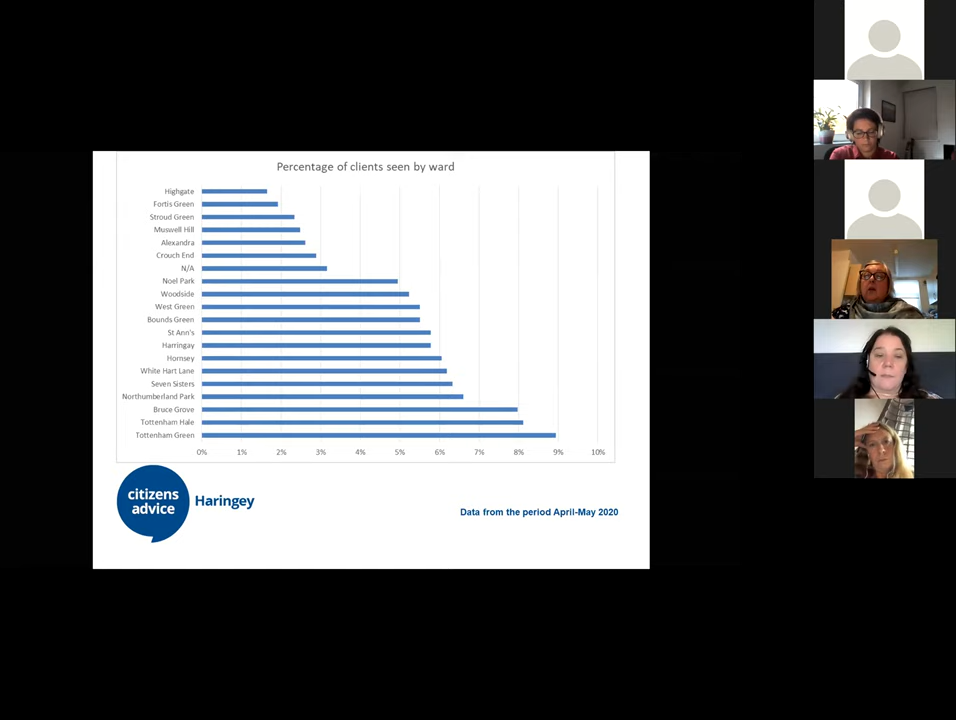 Percentage of clients seen by ward
Highgate
Fortis Green
Stroud Green
Muswell Hill
Alexandra
Crouch End
N/A
Noel Park
Woodside
West Green
Bounds Green
St Ann's
Harringay
Hornsey
White Hart Lane
Seven Sisters
Northumberland Park
Bruce Grove
Tottenham Hale
Tottenham Green
0% 1% 2% 3% 4% 5% 6% 7% 8% 9% 10%
citizens
advice
Haringey
Data from the period April-May 2020